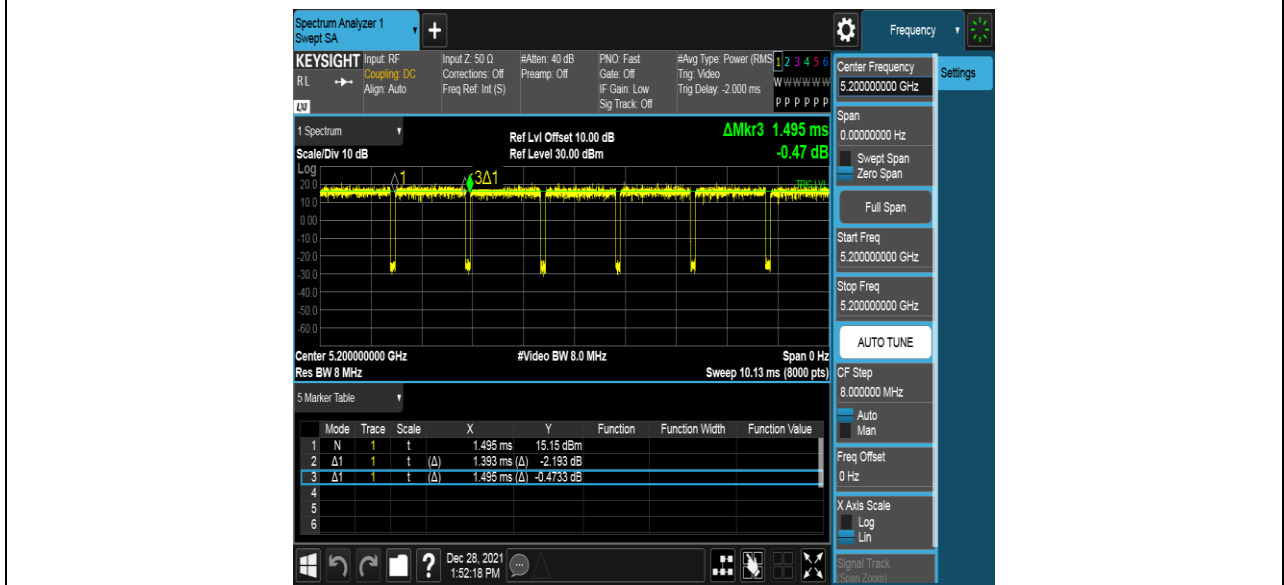 Spectrum Analyzer 1
Swept SA
+
Frequency
KEYSIGHT
RL
LXI
Input: RF
Coupling: DC
Align: Auto
Input Z: 50 Ω
Corrections: Off
Freq Ref: Int (S)
#Atten: 40 dB
Preamp: Off
PNO: Fast
Gate: Off
IF Gain: Low
Sig Track: Off
#Avg Type: Power (RMS
Trig: Video
Trig Delay: -2.000 ms
1 2 3 4 5 6
W W W W W W
P P P P P P
1 Spectrum
Scale/Div 10 dB
Ref Lvl Offset 10.00 dB
Ref Level 30.00 dBm
ΔMkr3 1.495 ms
-0.47 dB
Log
20.0
10.0
0.00
-10.0
-20.0
-30.0
-40.0
-50.0
-60.0
1
3Δ1
TRIG LVL
Center 5.200000000 GHz
#Video BW 8.0 MHz
Span 0 Hz
Res BW 8 MHz
Sweep 10.13 ms (8000 pts)
5 Marker Table
Mode Trace Scale X Y Function Function Width Function Value
1 N 1 t 1.495 ms 15.15 dBm
2 Δ1 1 t (Δ) 1.393 ms (Δ) -2.193 dB
3 Δ1 1 t (Δ) 1.495 ms (Δ) -0.4733 dB
4
5
6
?
Dec 28, 2021
1:52:18 PM
Settings
Center Frequency
5.200000000 GHz
Span
0.00000000 Hz
Swept Span
Zero Span
Full Span
Start Freq
5.200000000 GHz
Stop Freq
5.200000000 GHz
AUTO TUNE
CF Step
8.000000 MHz
Auto
Man
Freq Offset
0 Hz
X Axis Scale
Log
Lin
Signal Track
(Span Zoom)